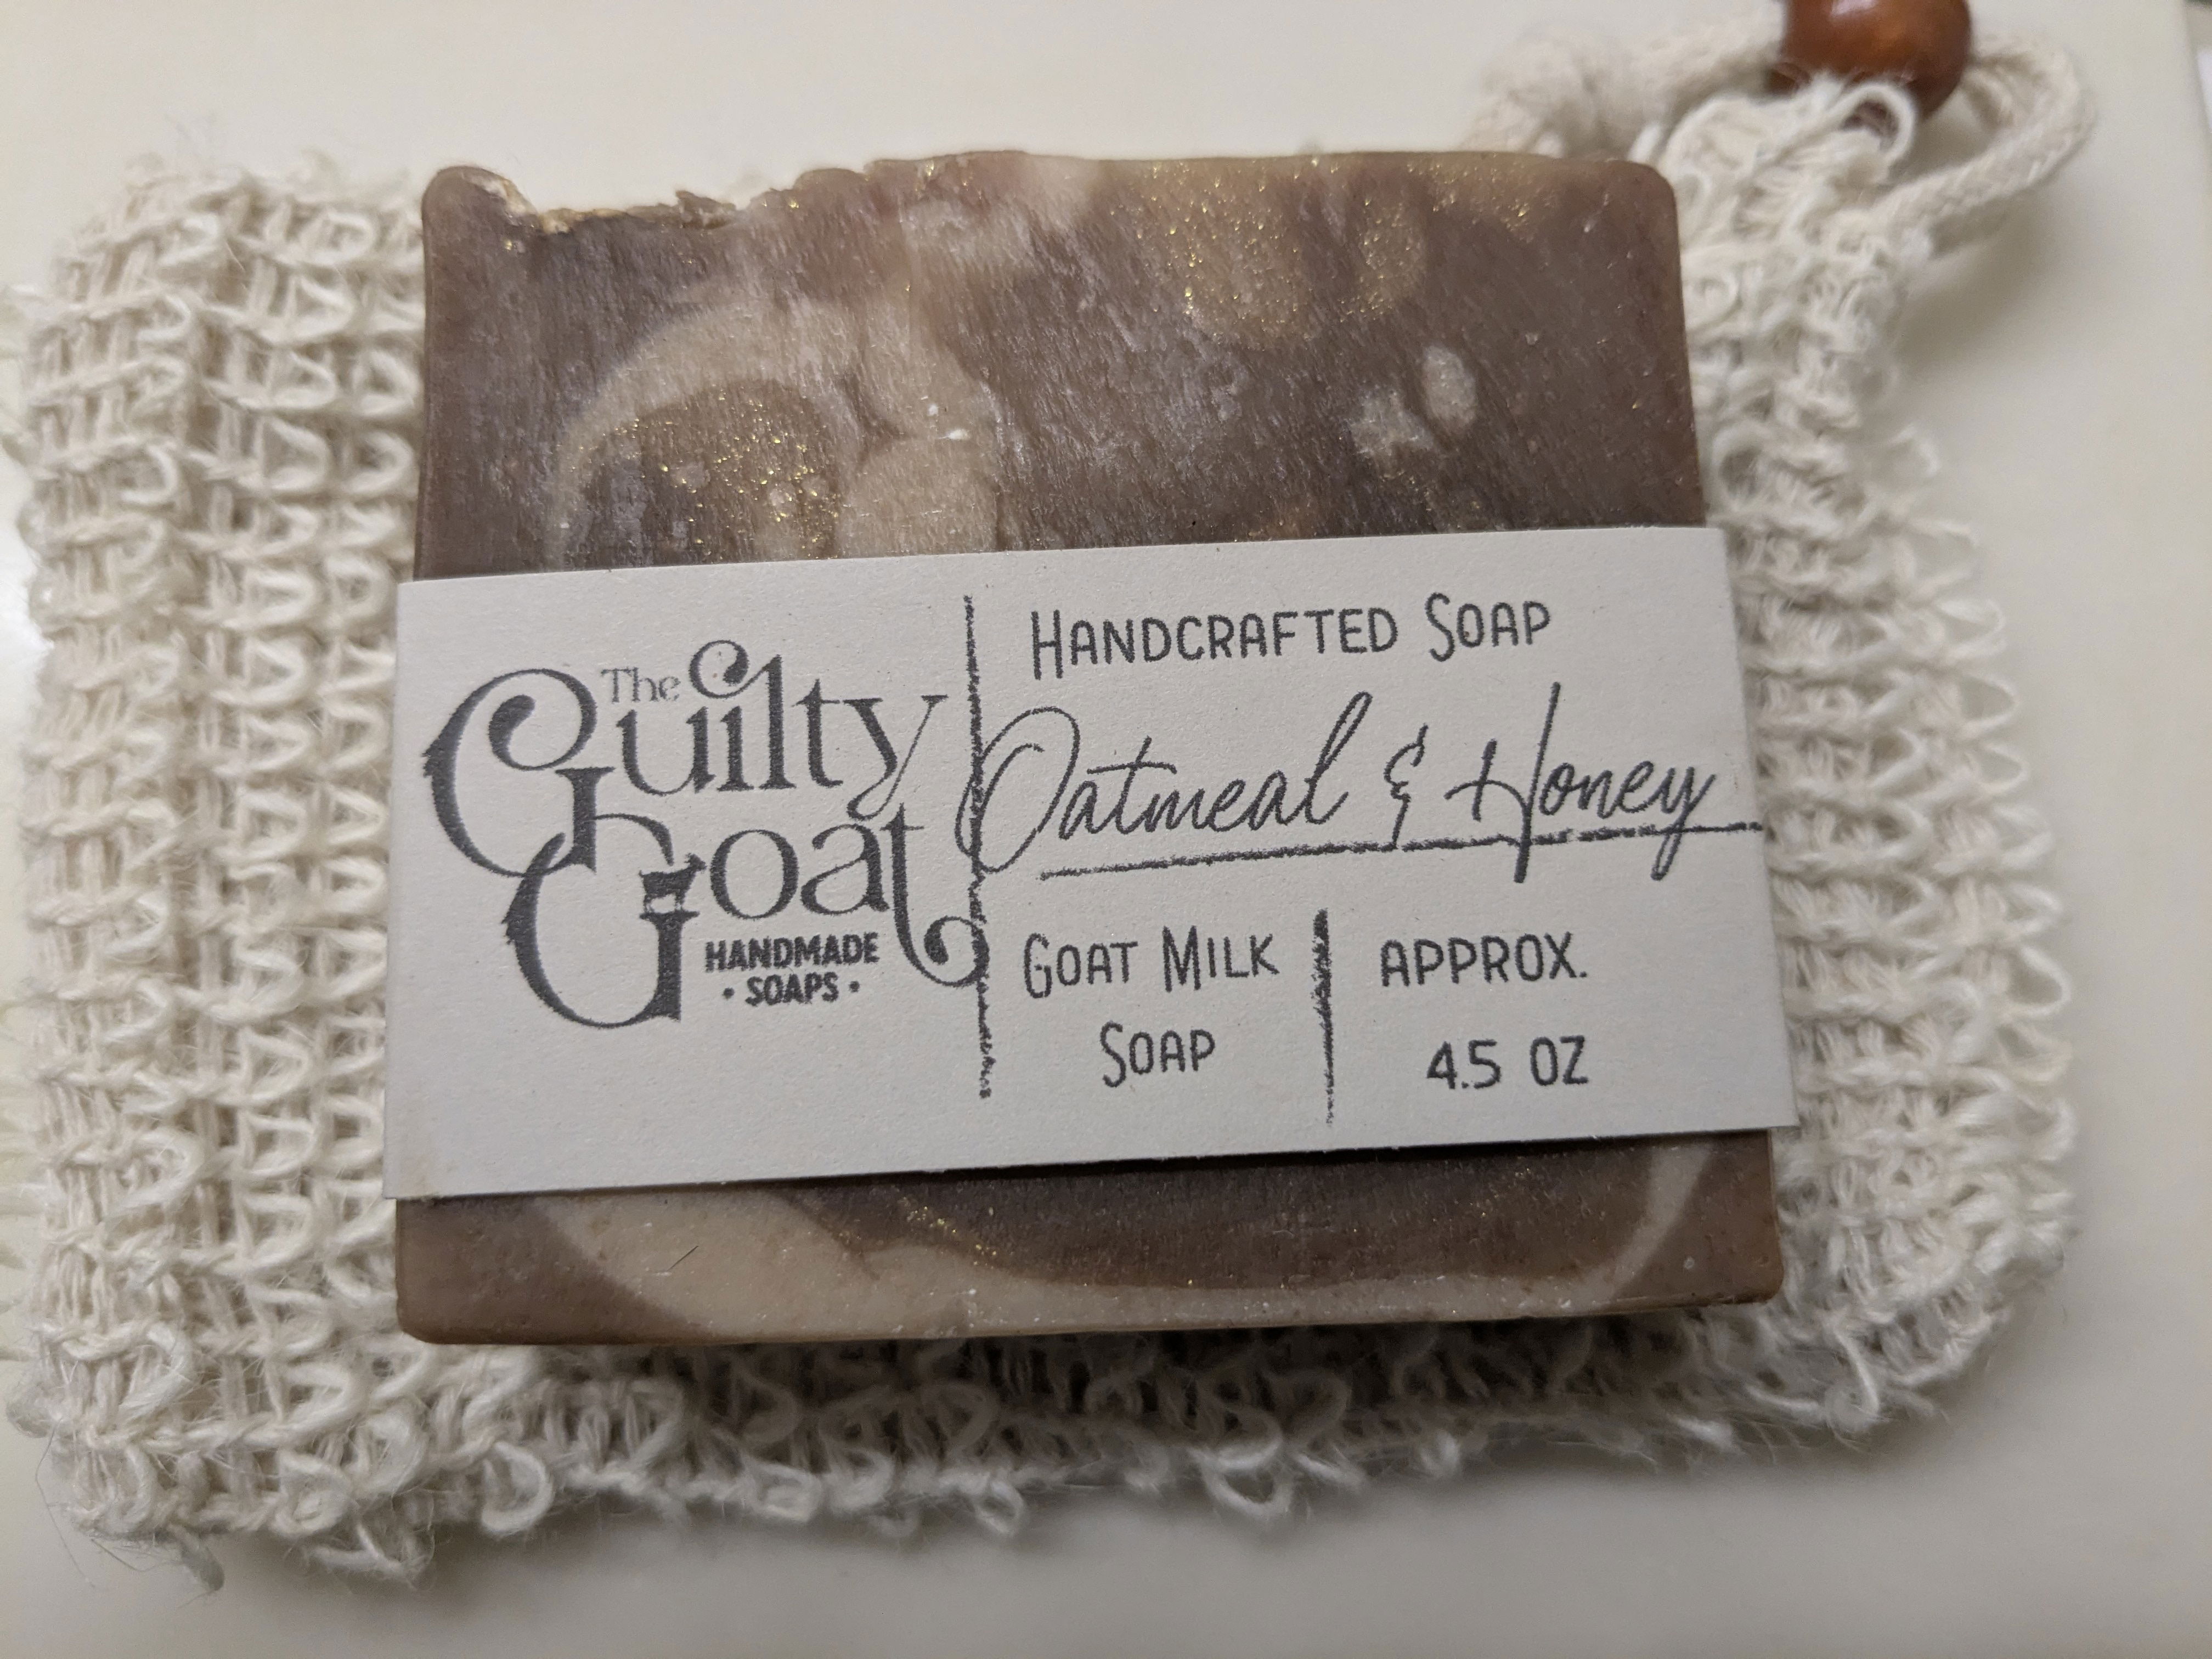 The Guilty
Goat
HANDMADE
• SOAPS •
HANDCRAFTED SOAP
Oatmeal & Honey
GOAT MILK
SOAP
APPROX.
4.5 OZ